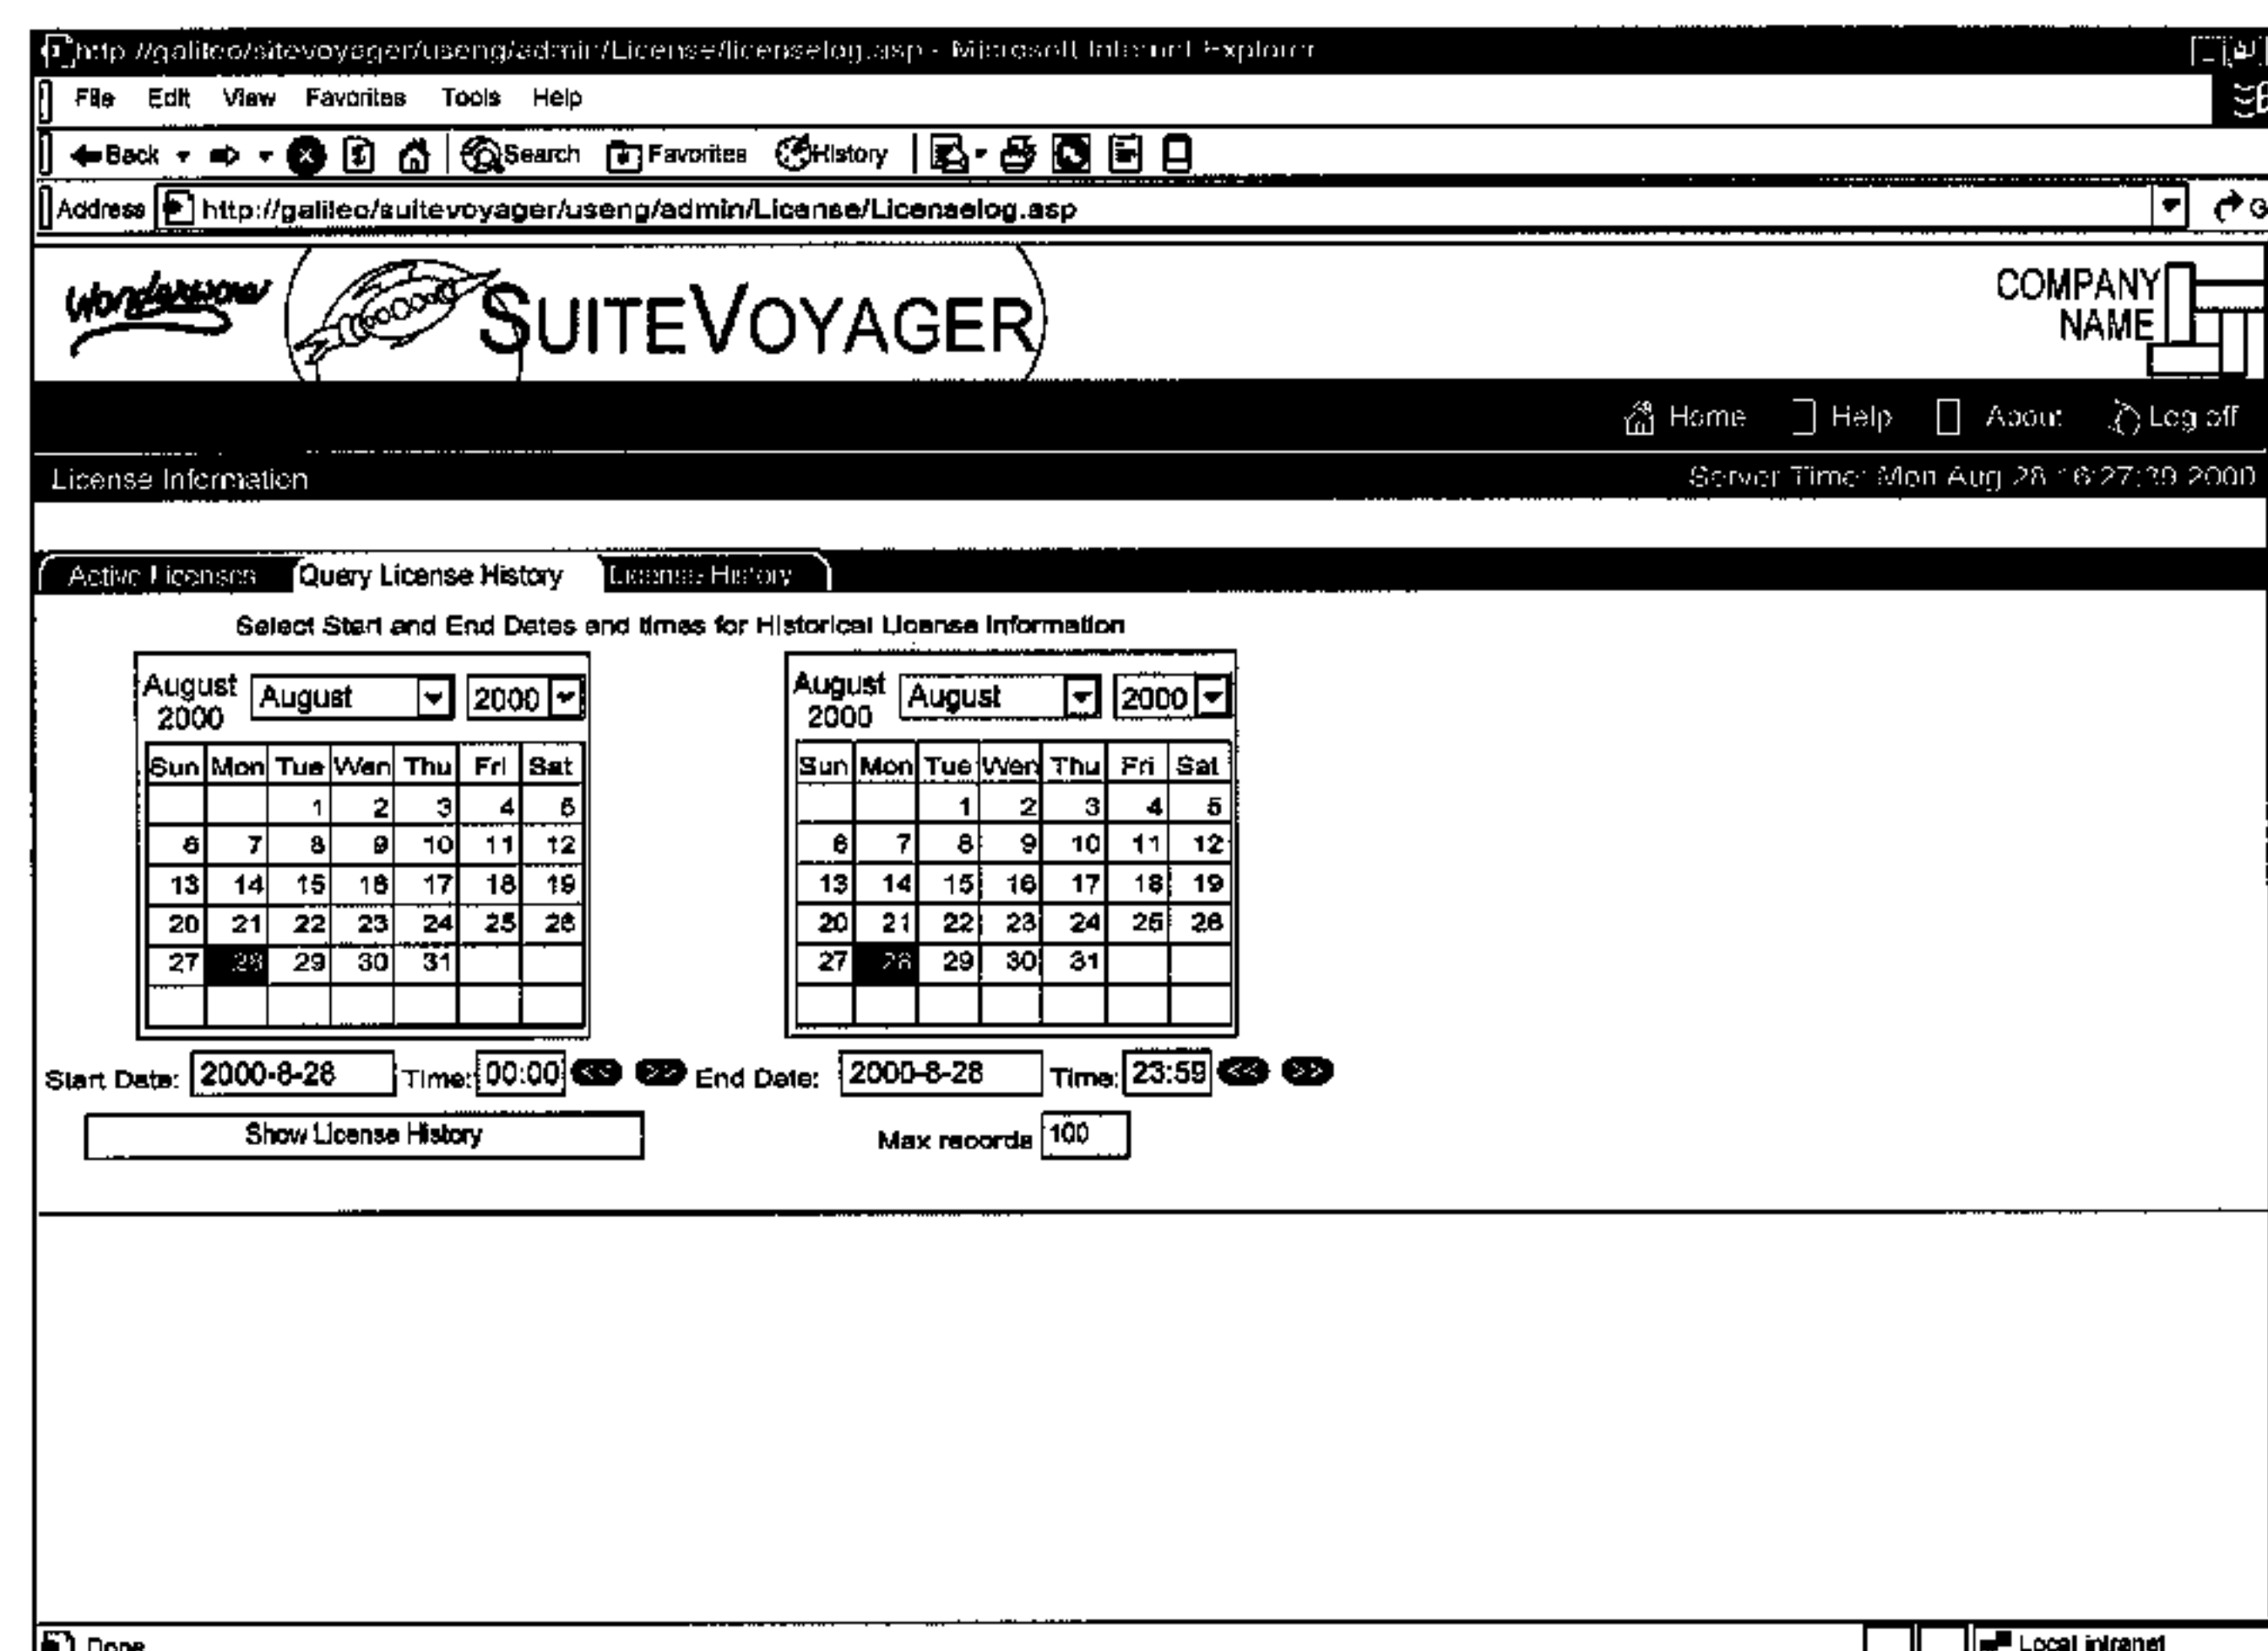 http://galileo/sitevoyager/useng/admin/License/licenselog.asp - Microsoft Internet Explorer
File Edit View Favorites Tools Help
Back Search Favorites History
Address http://galileo/suitevoyager/useng/admin/License/Licenselog.asp
Wonderware SUITEVOYAGER COMPANY NAME
Home Help About Log off
License Information Server Time: Mon Aug 28 16:27:39 2000
Active Licenses Query License History License History
Select Start and End Dates and times for Historical License Information
August 2000 August 2000 August 2000 August 2000
Sun Mon Tue Wen Thu Fri Sat Sun Mon Tue Wen Thu Fri Sat
1 2 3 4 5 1 2 3 4 5
6 7 8 9 10 11 12 6 7 8 9 10 11 12
13 14 15 16 17 18 19 13 14 15 16 17 18 19
20 21 22 23 24 25 26 20 21 22 23 24 25 26
27 28 29 30 31 27 28 29 30 31
Start Date: 2000-8-28 Time: 00:00 << >> End Date: 2000-8-28 Time: 23:59 << >>
Show License History Max records 100
Done Local intranet